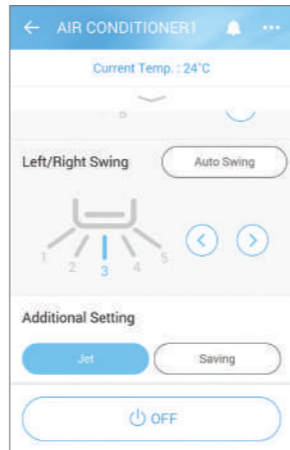 AIR CONDITIONER1
Current Temp. : 24°C
6
Left/Right Swing
Auto Swing
1 2 3 4 5
Additional Setting
Jet
Saving
OFF